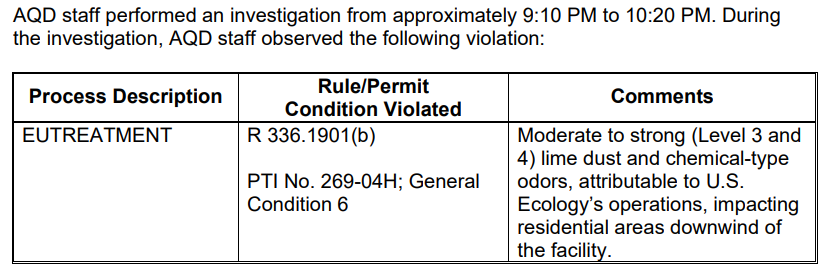 AQD staff performed an investigation from approximately 9:10 PM to 10:20 PM. During
the investigation, AQD staff observed the following violation:
Process Description
Rule/Permit
Condition Violated
Comments
EUTREATMENT
R 336.1901(b)
PTI No. 269-04H; General
Condition 6
Moderate to strong (Level 3 and
4) lime dust and chemical-type
odors, attributable to U.S.
Ecology's operations, impacting
residential areas downwind of
the facility.